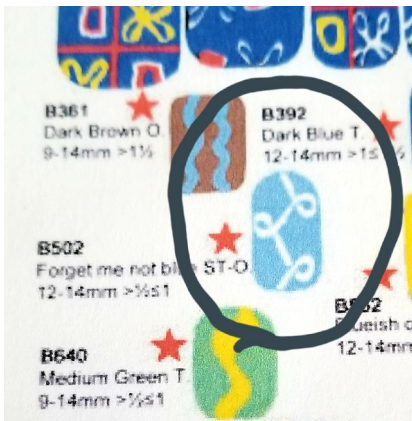 B361
Dark Brown O.
9-14mm >1½
B392
Dark Blue T.
12-14mm >1≤
B502
Forget me not ST-O
12-14mm >½≤1
12-14mm
B640
Medium Green T.
9-14mm >½≤1